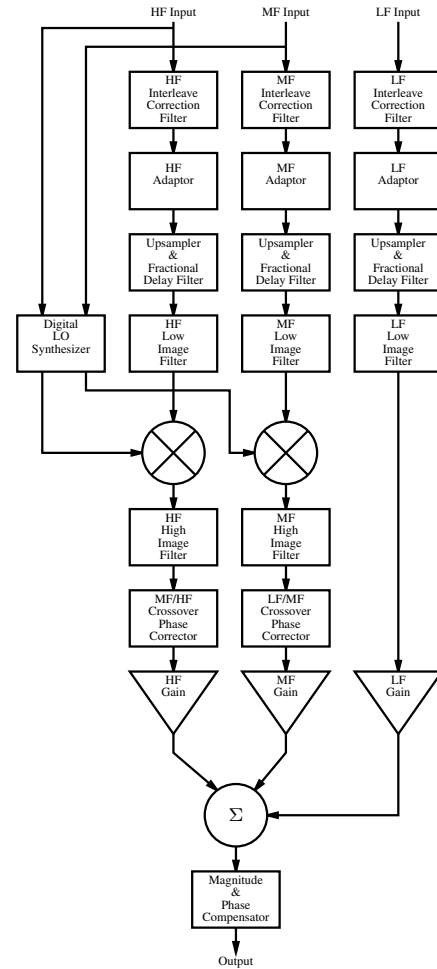 HF Input
MF Input
LF Input
HF
Interleave
Correction
Filter
MF
Interleave
Correction
Filter
LF
Interleave
Correction
Filter
HF
Adaptor
MF
Adaptor
LF
Adaptor
Upsampler
&
Fractional
Delay Filter
Upsampler
&
Fractional
Delay Filter
Upsampler
&
Fractional
Delay Filter
Digital
LO
Synthesizer
HF
Low
Image
Filter
MF
Low
Image
Filter
LF
Low
Image
Filter
HF
High
Image
Filter
MF
High
Image
Filter
MF/HF
Crossover
Phase
Corrector
LF/MF
Crossover
Phase
Corrector
HF
Gain
MF
Gain
LF
Gain
Σ
Magnitude
&
Phase
Compensator
Output